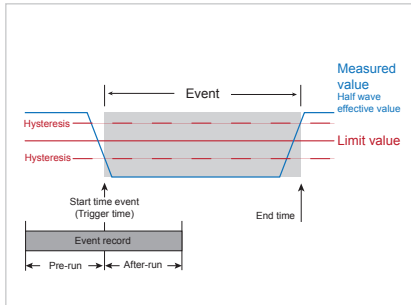 Event
Measured
value
Half wave
effective value
Hysteresis
Limit value
Hysteresis
Start time event
(Trigger time)
End time
Event record
Pre-run
After-run